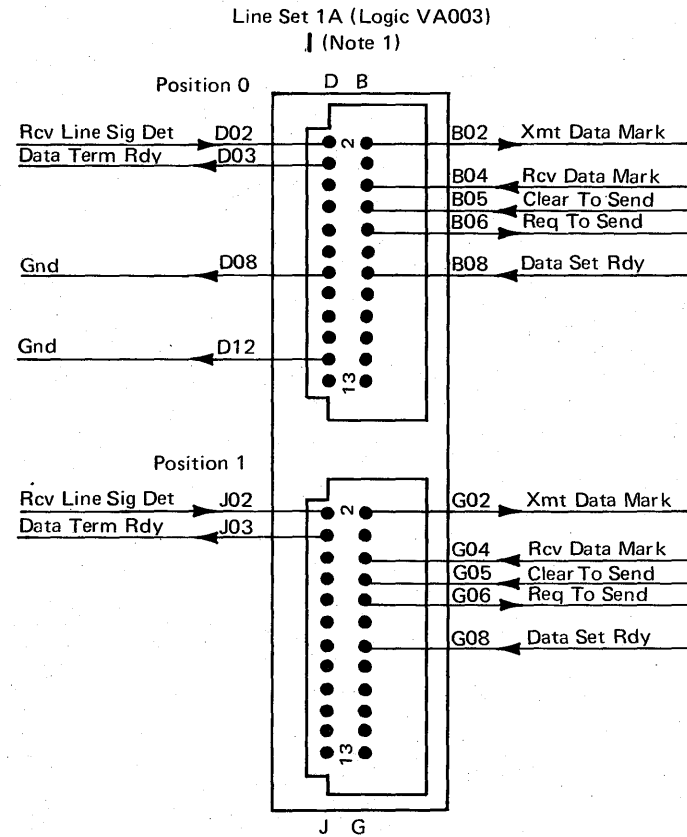 Line Set 1A (Logic VA003)
(Note 1)
Position 0
D B
Rcv Line Sig Det D02
2
B02 Xmt Data Mark
Data Term Rdy D03
B04 Rcv Data Mark
B05 Clear To Send
B06 Req To Send
Gnd D08
B08 Data Set Rdy
Gnd D12
13
Position 1
Rcv Line Sig Det J02
2
G02 Xmt Data Mark
Data Term Rdy J03
G04 Rcv Data Mark
G05 Clear To Send
G06 Req To Send
G08 Data Set Rdy
13
J G